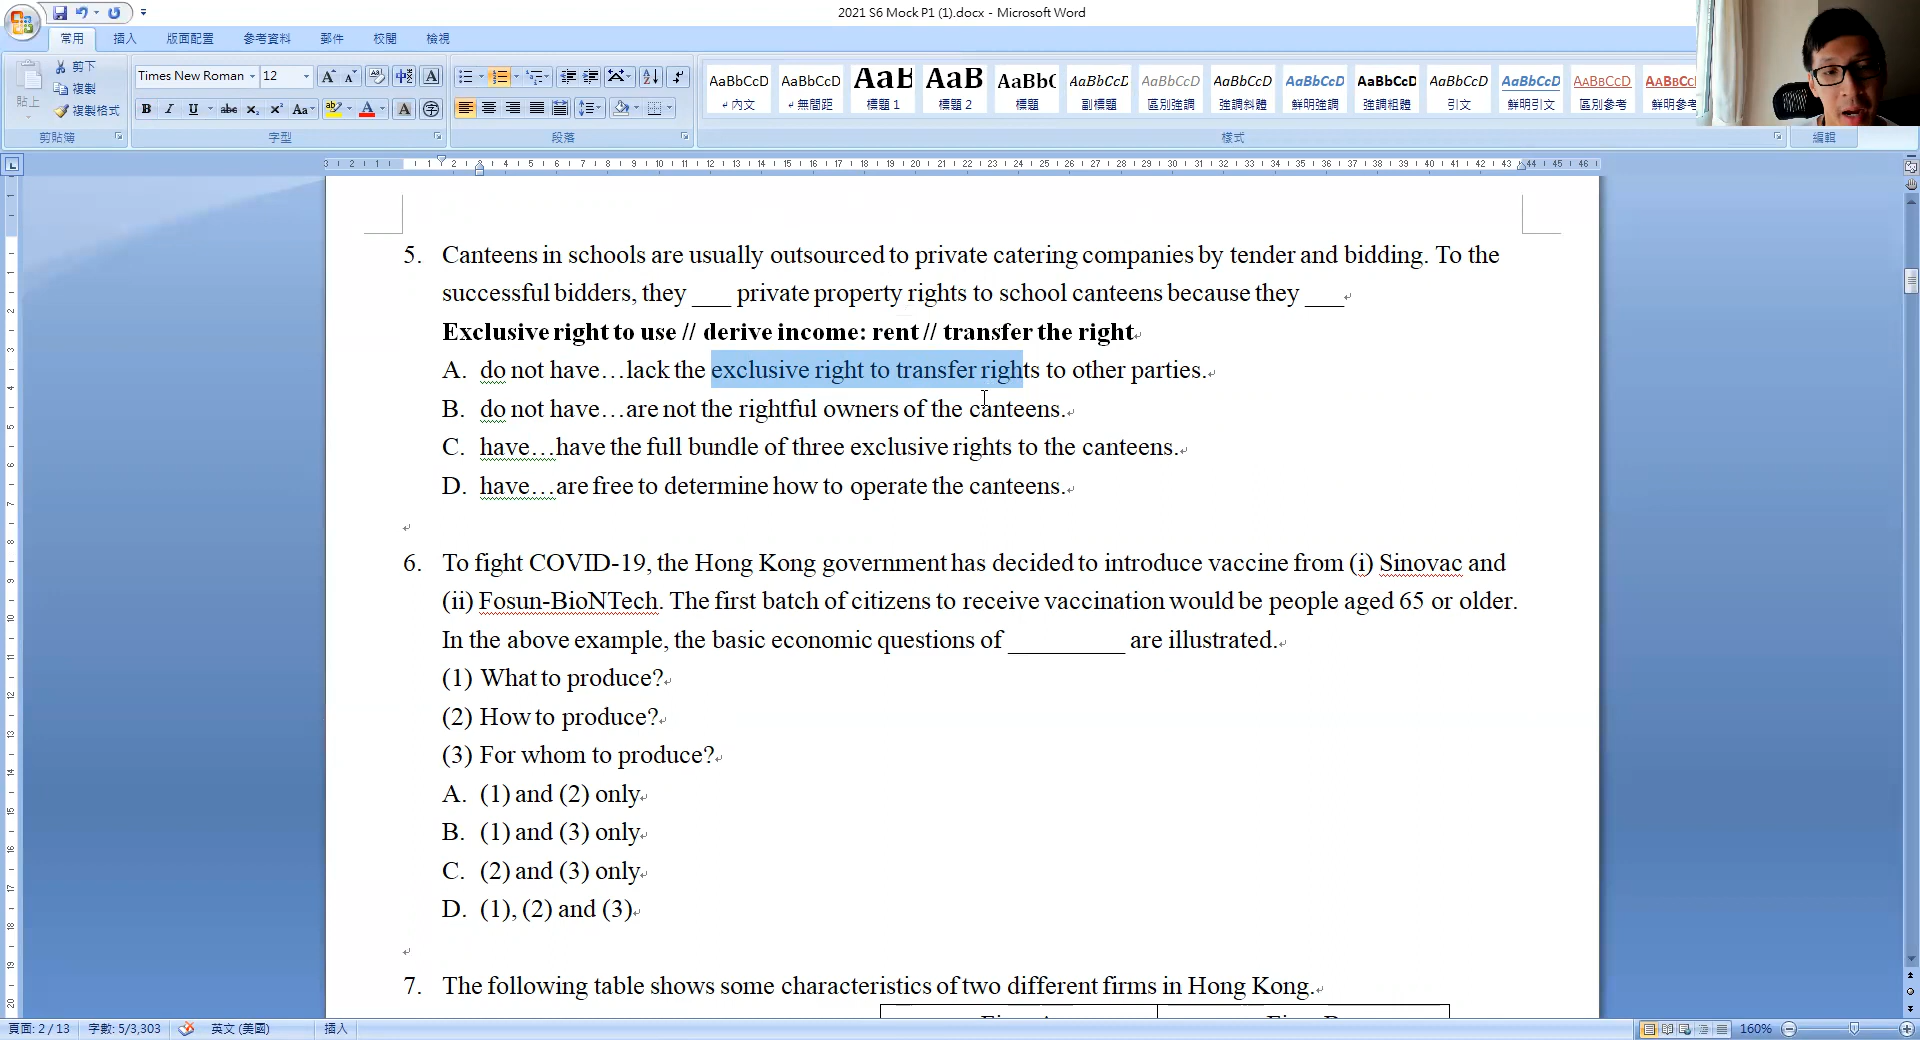 2021 S6 Mock P1 (1).docx - Microsoft Word
常用 插入 版面配置 參考資料 郵件 校閱 檢視
貼上 剪下
複製
複製格式
剪貼簿
Times New Roman 12
字型
段落
AaBbCcD AaBbCcD AaB AaB AaBbC AaBbCcD AaBbCcD AaBbCcD AaBbCcD AaBbCcD AaBbCcD AaBbCcD AaBbCcD AaBbC
內文 無間距 標題 1 標題 2 標題 副標題 區別強調 強調斜體 鮮明強調 強調粗體 引文 鮮明引文 區別參考 鮮明參考
樣式
編輯
5. Canteens in schools are usually outsourced to private catering companies by tender and bidding. To the
successful bidders, they ___ private property rights to school canteens because they ___
Exclusive right to use // derive income: rent // transfer the right
A. do not have…lack the exclusive right to transfer rights to other parties.
B. do not have…are not the rightful owners of the canteens.
C. have…have the full bundle of three exclusive rights to the canteens.
D. have…are free to determine how to operate the canteens.
6. To fight COVID-19, the Hong Kong government has decided to introduce vaccine from (i) Sinovac and
(ii) Fosun-BioNTech. The first batch of citizens to receive vaccination would be people aged 65 or older.
In the above example, the basic economic questions of _________ are illustrated.
(1) What to produce?
(2) How to produce?
(3) For whom to produce?
A. (1) and (2) only
B. (1) and (3) only
C. (2) and (3) only
D. (1), (2) and (3)
7. The following table shows some characteristics of two different firms in Hong Kong.
頁面: 2 / 13 字數: 5/3,303 英文 (美國) 插入 160%